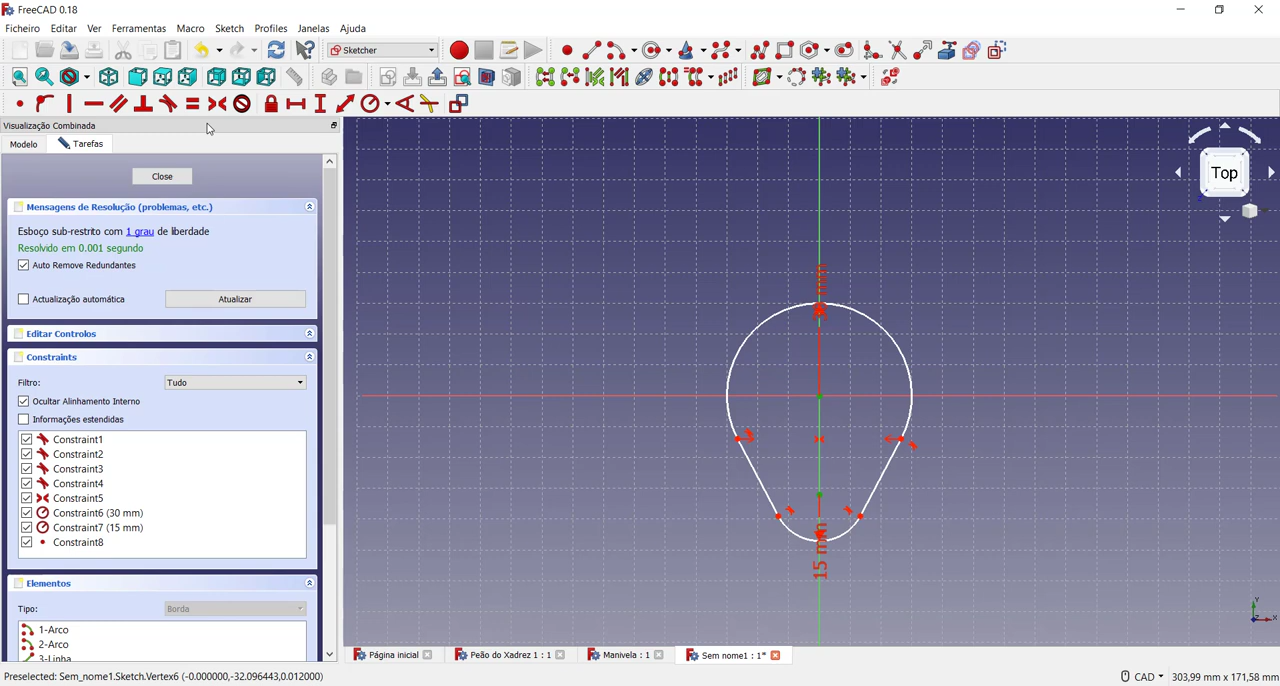 FreeCAD 0.18
Ficheiro Editar Ver Ferramentas Macro Sketch Profiles Janelas Ajuda
Sketcher
Visualização Combinada
Modelo Tarefas
Close
Top
Mensagens de Resolução (problemas, etc.)
Esboço sub-restrito com 1 grau de liberdade
Resolvido em 0.001 segundo
Auto Remove Redundantes
Actualização automática Atualizar
Editar Controlos
Constraints
Filtro: Tudo
Ocultar Alinhamento Interno
Informações estendidas
Constraint1
Constraint2
Constraint3
Constraint4
Constraint5
Constraint6 (30 mm)
Constraint7 (15 mm)
Constraint8
15 mm
Elementos
Tipo: Borda
1-Arco
2-Arco
3-Linha
Y
X
Página inicial Peão do Xadrez 1 : 1 Manivela : 1 Sem nome1 : 1*
Preselected: Sem_nome1.Sketch.Vertex6 (-0.000000,-32.096443,0.012000) CAD 303,99 mm x 171,58 mm